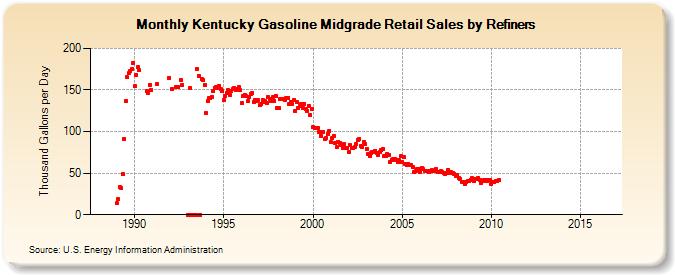 Monthly Kentucky Gasoline Midgrade Retail Sales by Refiners
Thousand Gallons per Day
200
150
100
50
0
1990 1995 2000 2005 2010 2015
Source: U.S. Energy Information Administration